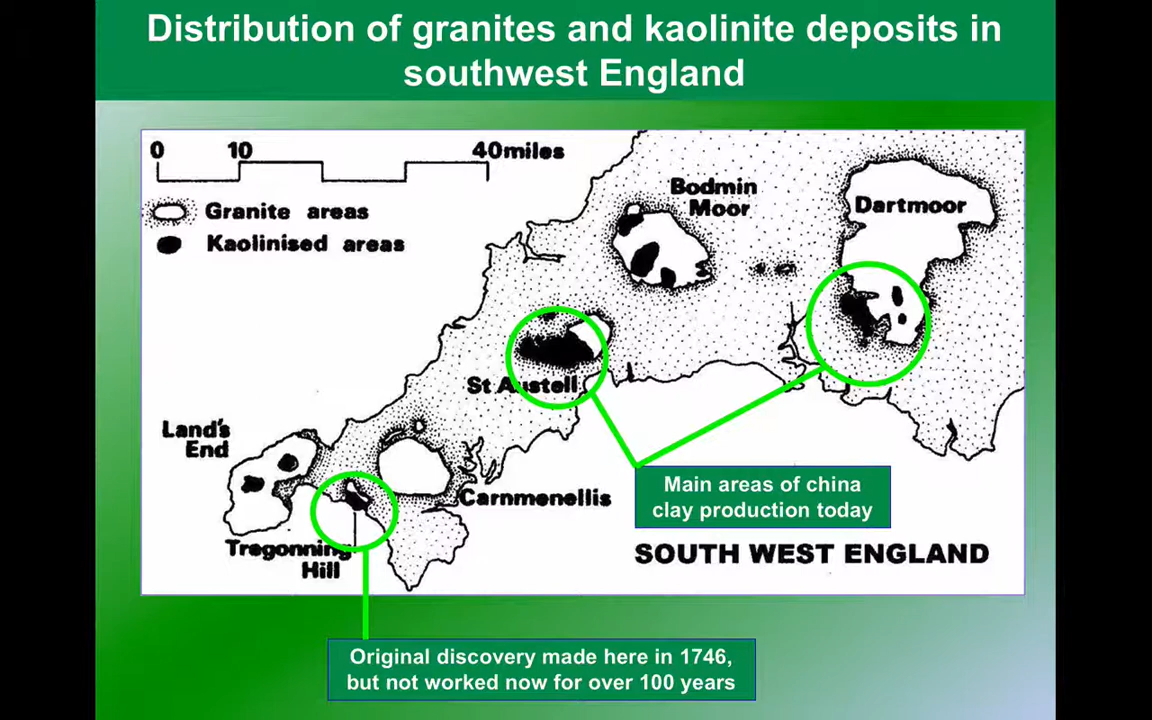 Distribution of granites and kaolinite deposits in
southwest England
0 10 40miles
Granite areas
Kaolinised areas
Bodmin
Moor
Dartmoor
St Austell
Land's
End
Carnmenellis
Tregonning
Hill
Main areas of china
clay production today
SOUTH WEST ENGLAND
Original discovery made here in 1746,
but not worked now for over 100 years